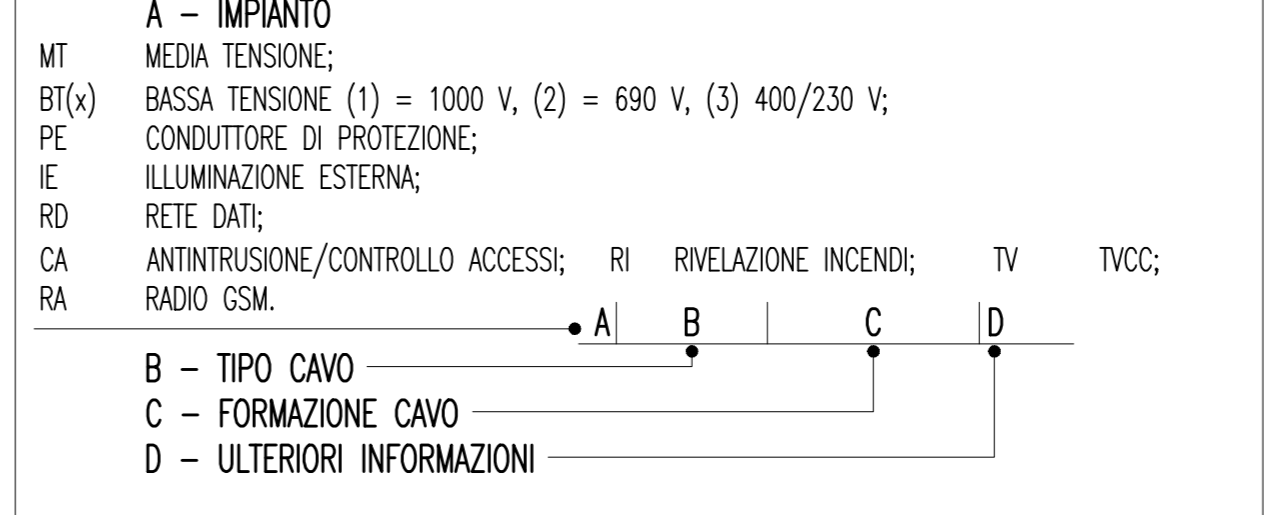 A – IMPIANTO
MT MEDIA TENSIONE;
BT(x) BASSA TENSIONE (1) = 1000 V, (2) = 690 V, (3) 400/230 V;
PE CONDUTTORE DI PROTEZIONE;
IE ILLUMINAZIONE ESTERNA;
RD RETE DATI;
CA ANTINTRUSIONE/CONTROLLO ACCESSI; RI RIVELAZIONE INCENDI; TV TVCC;
RA RADIO GSM.
A B C D
B – TIPO CAVO
C – FORMAZIONE CAVO
D – ULTERIORI INFORMAZIONI